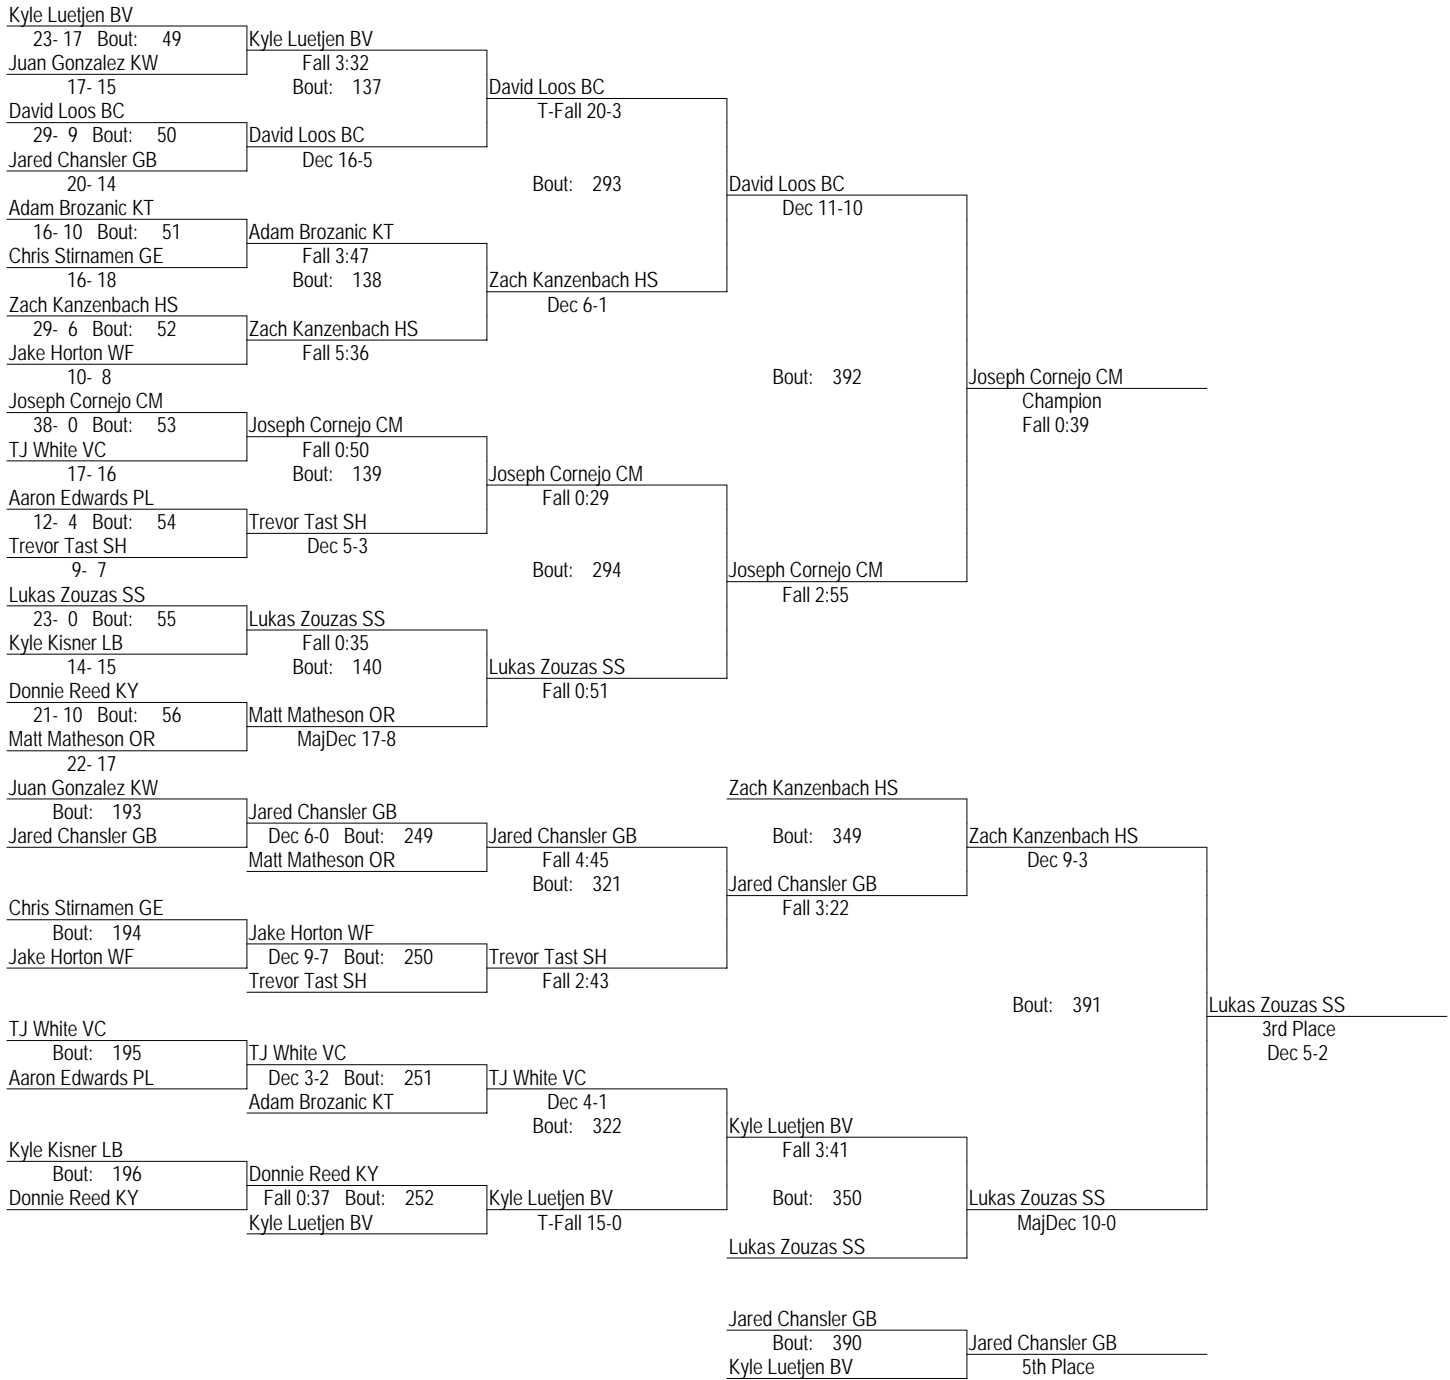 Kyle Luetjen BV
23- 17 Bout: 49 Kyle Luetjen BV
Juan Gonzalez KW Fall 3:32
17- 15 Bout: 137 David Loos BC
David Loos BC T-Fall 20-3
29- 9 Bout: 50 David Loos BC
Jared Chansler GB Dec 16-5
20- 14 Bout: 293 David Loos BC
Adam Brozanic KT Dec 11-10
16- 10 Bout: 51 Adam Brozanic KT
Chris Stirnamen GE Fall 3:47
16- 18 Bout: 138 Zach Kanzenbach HS
Zach Kanzenbach HS Dec 6-1
29- 6 Bout: 52 Zach Kanzenbach HS
Jake Horton WF Fall 5:36
10- 8 Bout: 392 Joseph Cornejo CM
Joseph Cornejo CM Champion
38- 0 Bout: 53 Joseph Cornejo CM Fall 0:39
TJ White VC Fall 0:50
17- 16 Bout: 139 Joseph Cornejo CM
Aaron Edwards PL Fall 0:29
12- 4 Bout: 54 Trevor Tast SH
Trevor Tast SH Dec 5-3
9- 7 Bout: 294 Joseph Cornejo CM
Lukas Zouzas SS Fall 2:55
23- 0 Bout: 55 Lukas Zouzas SS
Kyle Kisner LB Fall 0:35
14- 15 Bout: 140 Lukas Zouzas SS
Donnie Reed KY Fall 0:51
21- 10 Bout: 56 Matt Matheson OR
Matt Matheson OR MajDec 17-8
22- 17
Juan Gonzalez KW Zach Kanzenbach HS
Bout: 193 Jared Chansler GB
Jared Chansler GB Dec 6-0 Bout: 249 Jared Chansler GB Bout: 349 Zach Kanzenbach HS
Matt Matheson OR Fall 4:45 Dec 9-3
Bout: 321 Jared Chansler GB
Chris Stirnamen GE Fall 3:22
Bout: 194 Jake Horton WF
Jake Horton WF Dec 9-7 Bout: 250 Trevor Tast SH
Trevor Tast SH Fall 2:43
Bout: 391 Lukas Zouzas SS
TJ White VC 3rd Place
Bout: 195 TJ White VC Dec 5-2
Aaron Edwards PL Dec 3-2 Bout: 251 TJ White VC
Adam Brozanic KT Dec 4-1
Bout: 322 Kyle Luetjen BV
Kyle Kisner LB Fall 3:41
Bout: 196 Donnie Reed KY
Donnie Reed KY Fall 0:37 Bout: 252 Kyle Luetjen BV Bout: 350 Lukas Zouzas SS
Kyle Luetjen BV T-Fall 15-0 MajDec 10-0
Lukas Zouzas SS
Jared Chansler GB
Bout: 390 Jared Chansler GB
Kyle Luetjen BV 5th Place